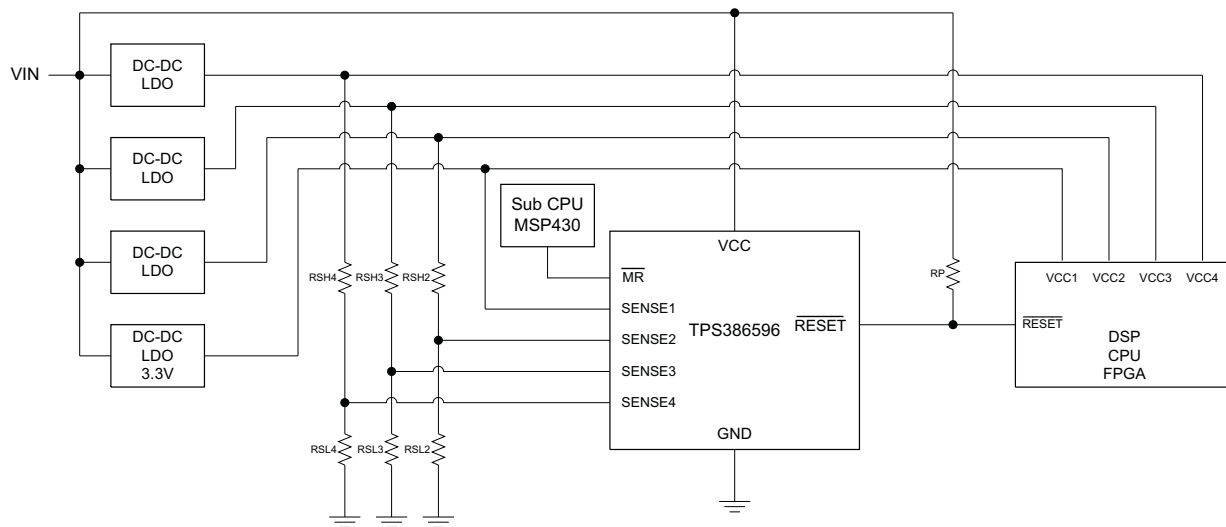 VIN
DC-DC
LDO
DC-DC
LDO
DC-DC
LDO
DC-DC
LDO
3.3V
Sub CPU
MSP430
RSH4
RSH3
RSH2
RSL4
RSL3
RSL2
VCC
MR
SENSE1
SENSE2
SENSE3
SENSE4
TPS386596
RESET
GND
RP
VCC1
VCC2
VCC3
VCC4
RESET
DSP
CPU
FPGA